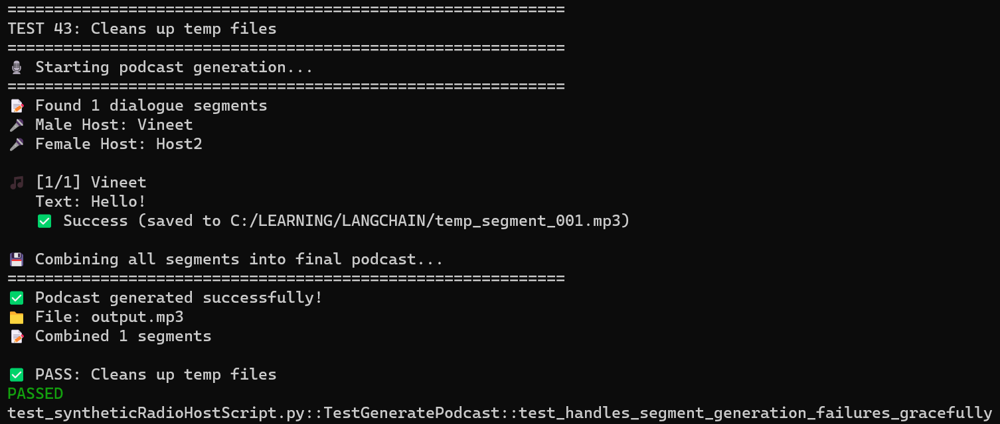 ============================================================
TEST 43: Cleans up temp files
============================================================
🎙️ Starting podcast generation...
============================================================
📝 Found 1 dialogue segments
🎤 Male Host: Vineet
🎤 Female Host: Host2
🎵 [1/1] Vineet
Text: Hello!
✅ Success (saved to C:/LEARNING/LANGCHAIN/temp_segment_001.mp3)
💾 Combining all segments into final podcast...
============================================================
✅ Podcast generated successfully!
📁 File: output.mp3
📝 Combined 1 segments
✅ PASS: Cleans up temp files
PASSED
test_syntheticRadioHostScript.py::TestGeneratePodcast::test_handles_segment_generation_failures_gracefully